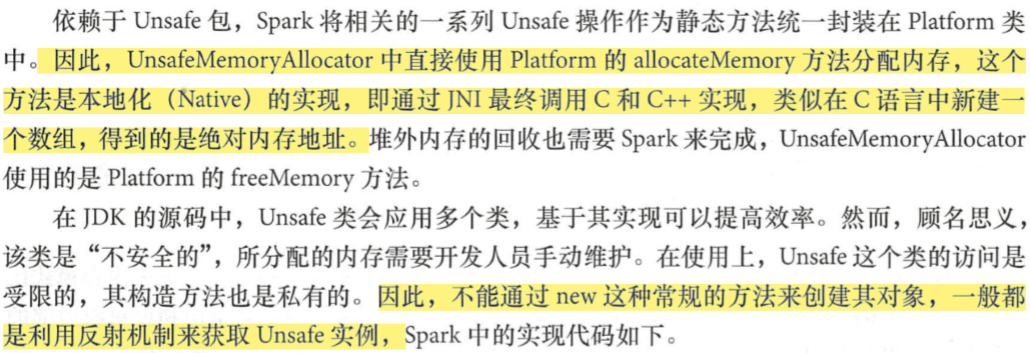 依赖于 Unsafe 包，Spark 将相关的一系列 Unsafe 操作作为静态方法统一封装在 Platform 类
中。因此，UnsafeMemoryAllocator 中直接使用 Platform 的 allocateMemory 方法分配内存，这个
方法是本地化（Native）的实现，即通过 JNI 最终调用 C 和 C++ 实现，类似在 C 语言中新建一
个数组，得到的是绝对内存地址。堆外内存的回收也需要 Spark 来完成，UnsafeMemoryAllocator
使用的是 Platform 的 freeMemory 方法。
在 JDK 的源码中，Unsafe 类会应用多个类，基于其实现可以提高效率。然而，顾名思义，
该类是“不安全的”，所分配的内存需要开发人员手动维护。在使用上，Unsafe 这个类的访问是
受限的，其构造方法也是私有的。因此，不能通过 new 这种常规的方法来创建其对象，一般都
是利用反射机制来获取 Unsafe 实例，Spark 中的实现代码如下。